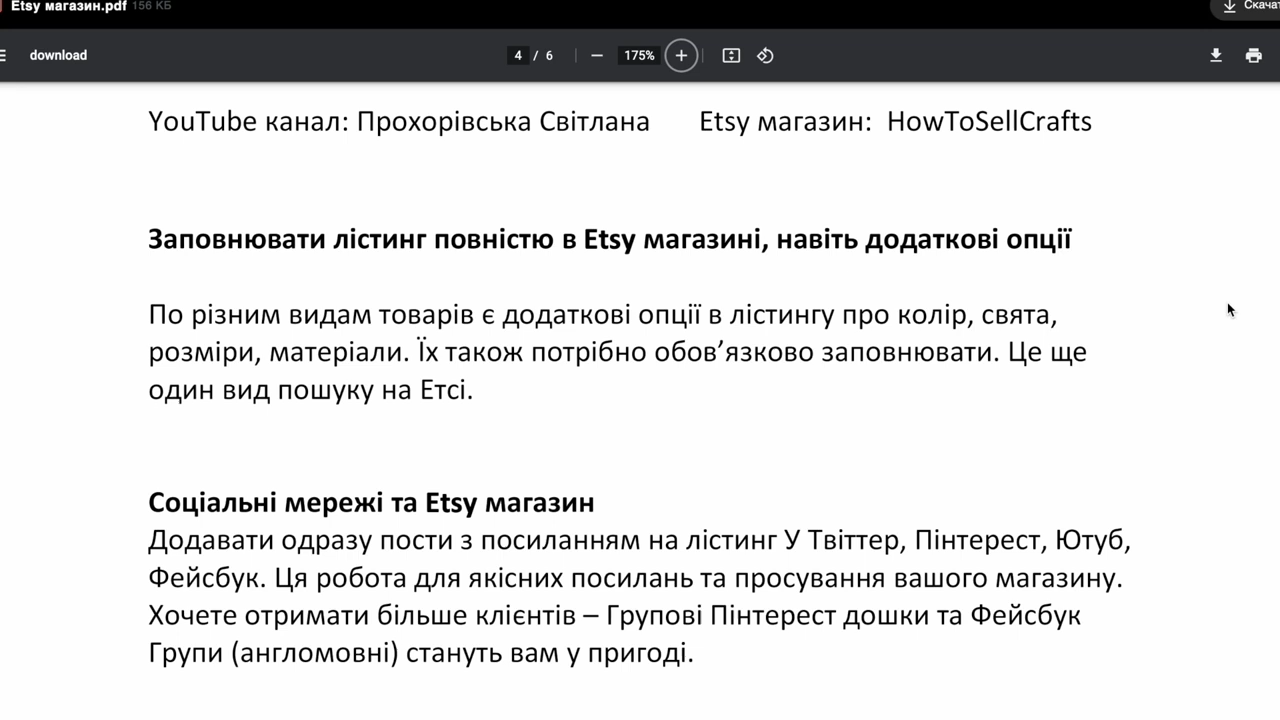 Etsy магазин.pdf 156 КБ
Скачат
download 4 / 6 175%
YouTube канал: Прохорівська Світлана Etsy магазин: HowToSellCrafts
Заповнювати лістинг повністю в Etsy магазині, навіть додаткові опції
По різним видам товарів є додаткові опції в лістингу про колір, свята,
розміри, матеріали. Їх також потрібно обов’язково заповнювати. Це ще
один вид пошуку на Етсі.
Соціальні мережі та Etsy магазин
Додавати одразу пости з посиланням на лістинг У Твіттер, Пінтерест, Ютуб,
Фейсбук. Ця робота для якісних посилань та просування вашого магазину.
Хочете отримати більше клієнтів – Групові Пінтерест дошки та Фейсбук
Групи (англомовні) стануть вам у пригоді.